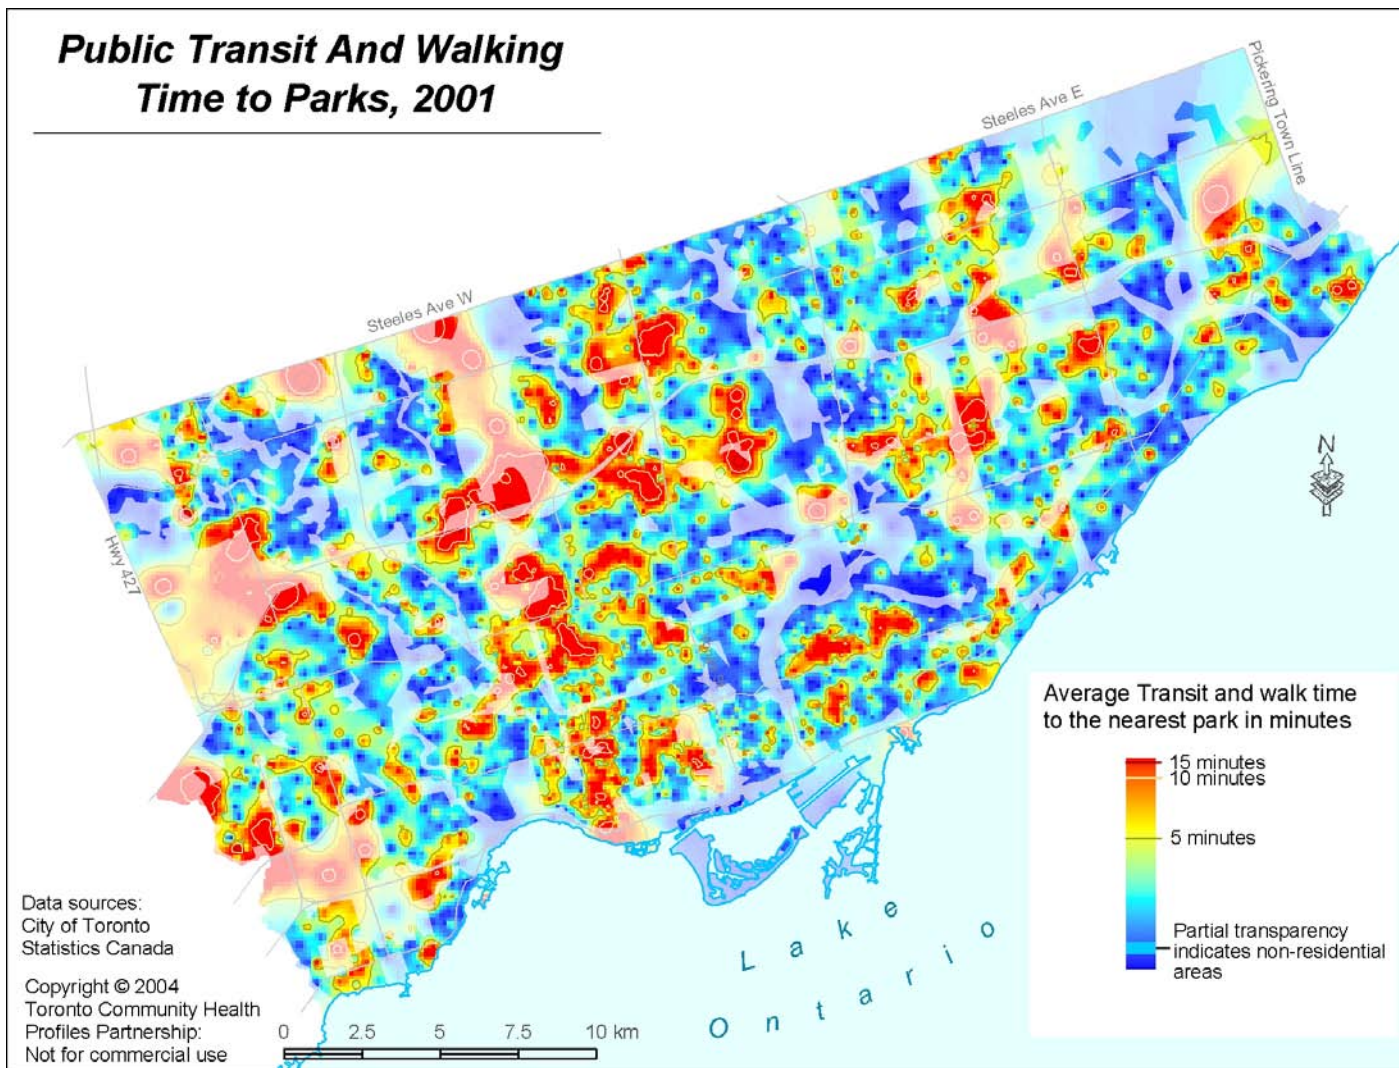 Public Transit And Walking
Time to Parks, 2001
Pickering Town Line
Steeles Ave E
Steeles Ave W
Hwy 427
N
Average Transit and walk time
to the nearest park in minutes
15 minutes
10 minutes
5 minutes
Partial transparency
indicates non-residential
areas
Lake
Ontario
Data sources:
City of Toronto
Statistics Canada
Copyright © 2004
Toronto Community Health
Profiles Partnership:
Not for commercial use
0 2.5 5 7.5 10 km